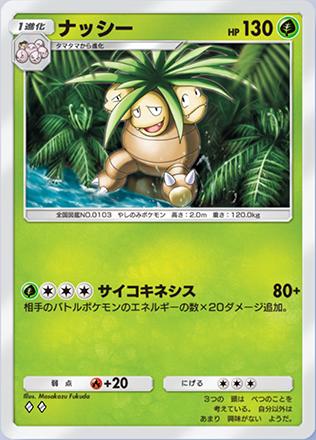 1進化 ナッシー HP 130
タマタマから進化
全国図鑑NO.0103 やしのみポケモン 高さ：2.0m 重さ：120.0kg
サイコキネシス 80+
相手のバトルポケモンのエネルギーの数×20ダメージ追加。
弱点 +20 にげる
Illus. Masakazu Fukuda
3つの 頭は べつのことを
考えている。 自分以外は
あまり 興味が ないようだ。